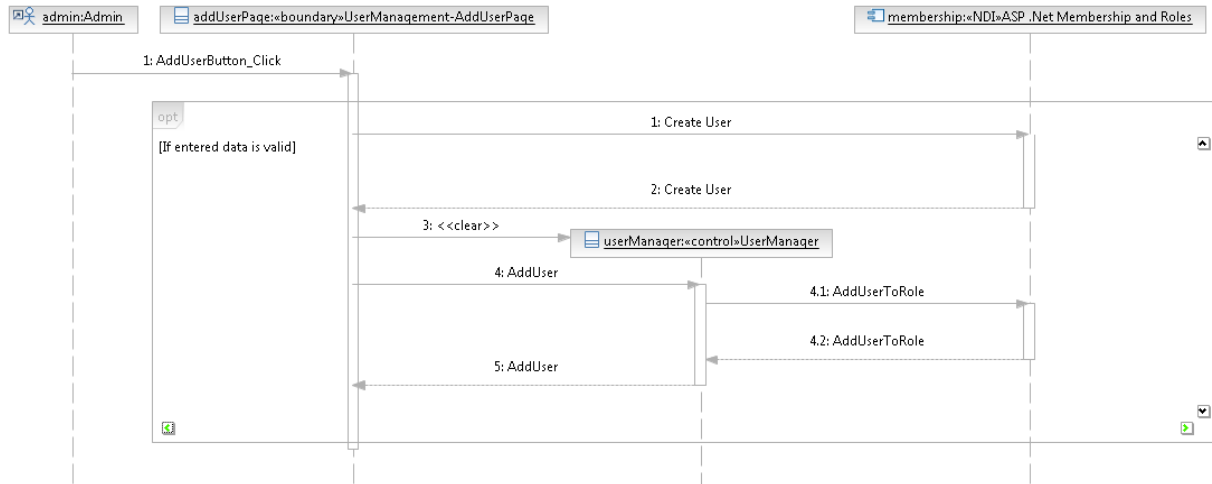 admin:Admin
addUserPage:«boundary»UserManagement-AddUserPage
membership:«NDI»ASP .Net Membership and Roles
1: AddUserButton_Click
opt
1: Create User
[If entered data is valid]
2: Create User
3: <<clear>>
userManager:«control»UserManager
4: AddUser
4.1: AddUserToRole
4.2: AddUserToRole
5: AddUser